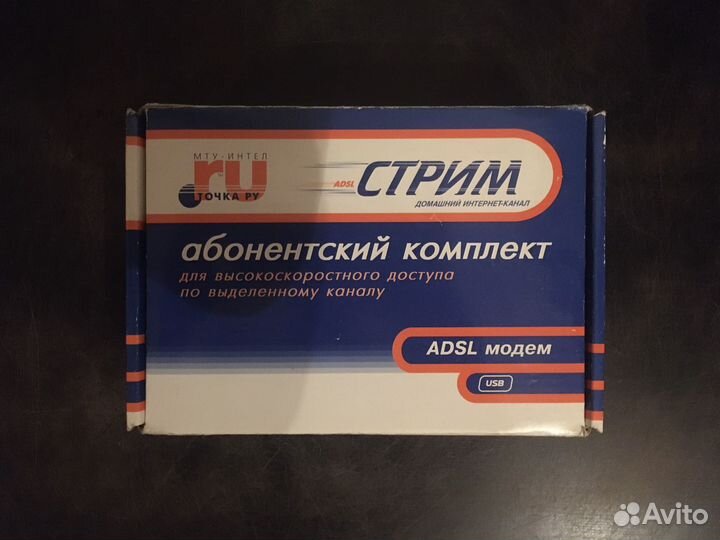 МТУ-ИНТЕЛ
ru
ТОЧКА РУ
ADSL СТРИМ
ДОМАШНИЙ ИНТЕРНЕТ-КАНАЛ
абонентский комплект
для высокоскоростного доступа
по выделенному каналу
ADSL модем
USB
Avito